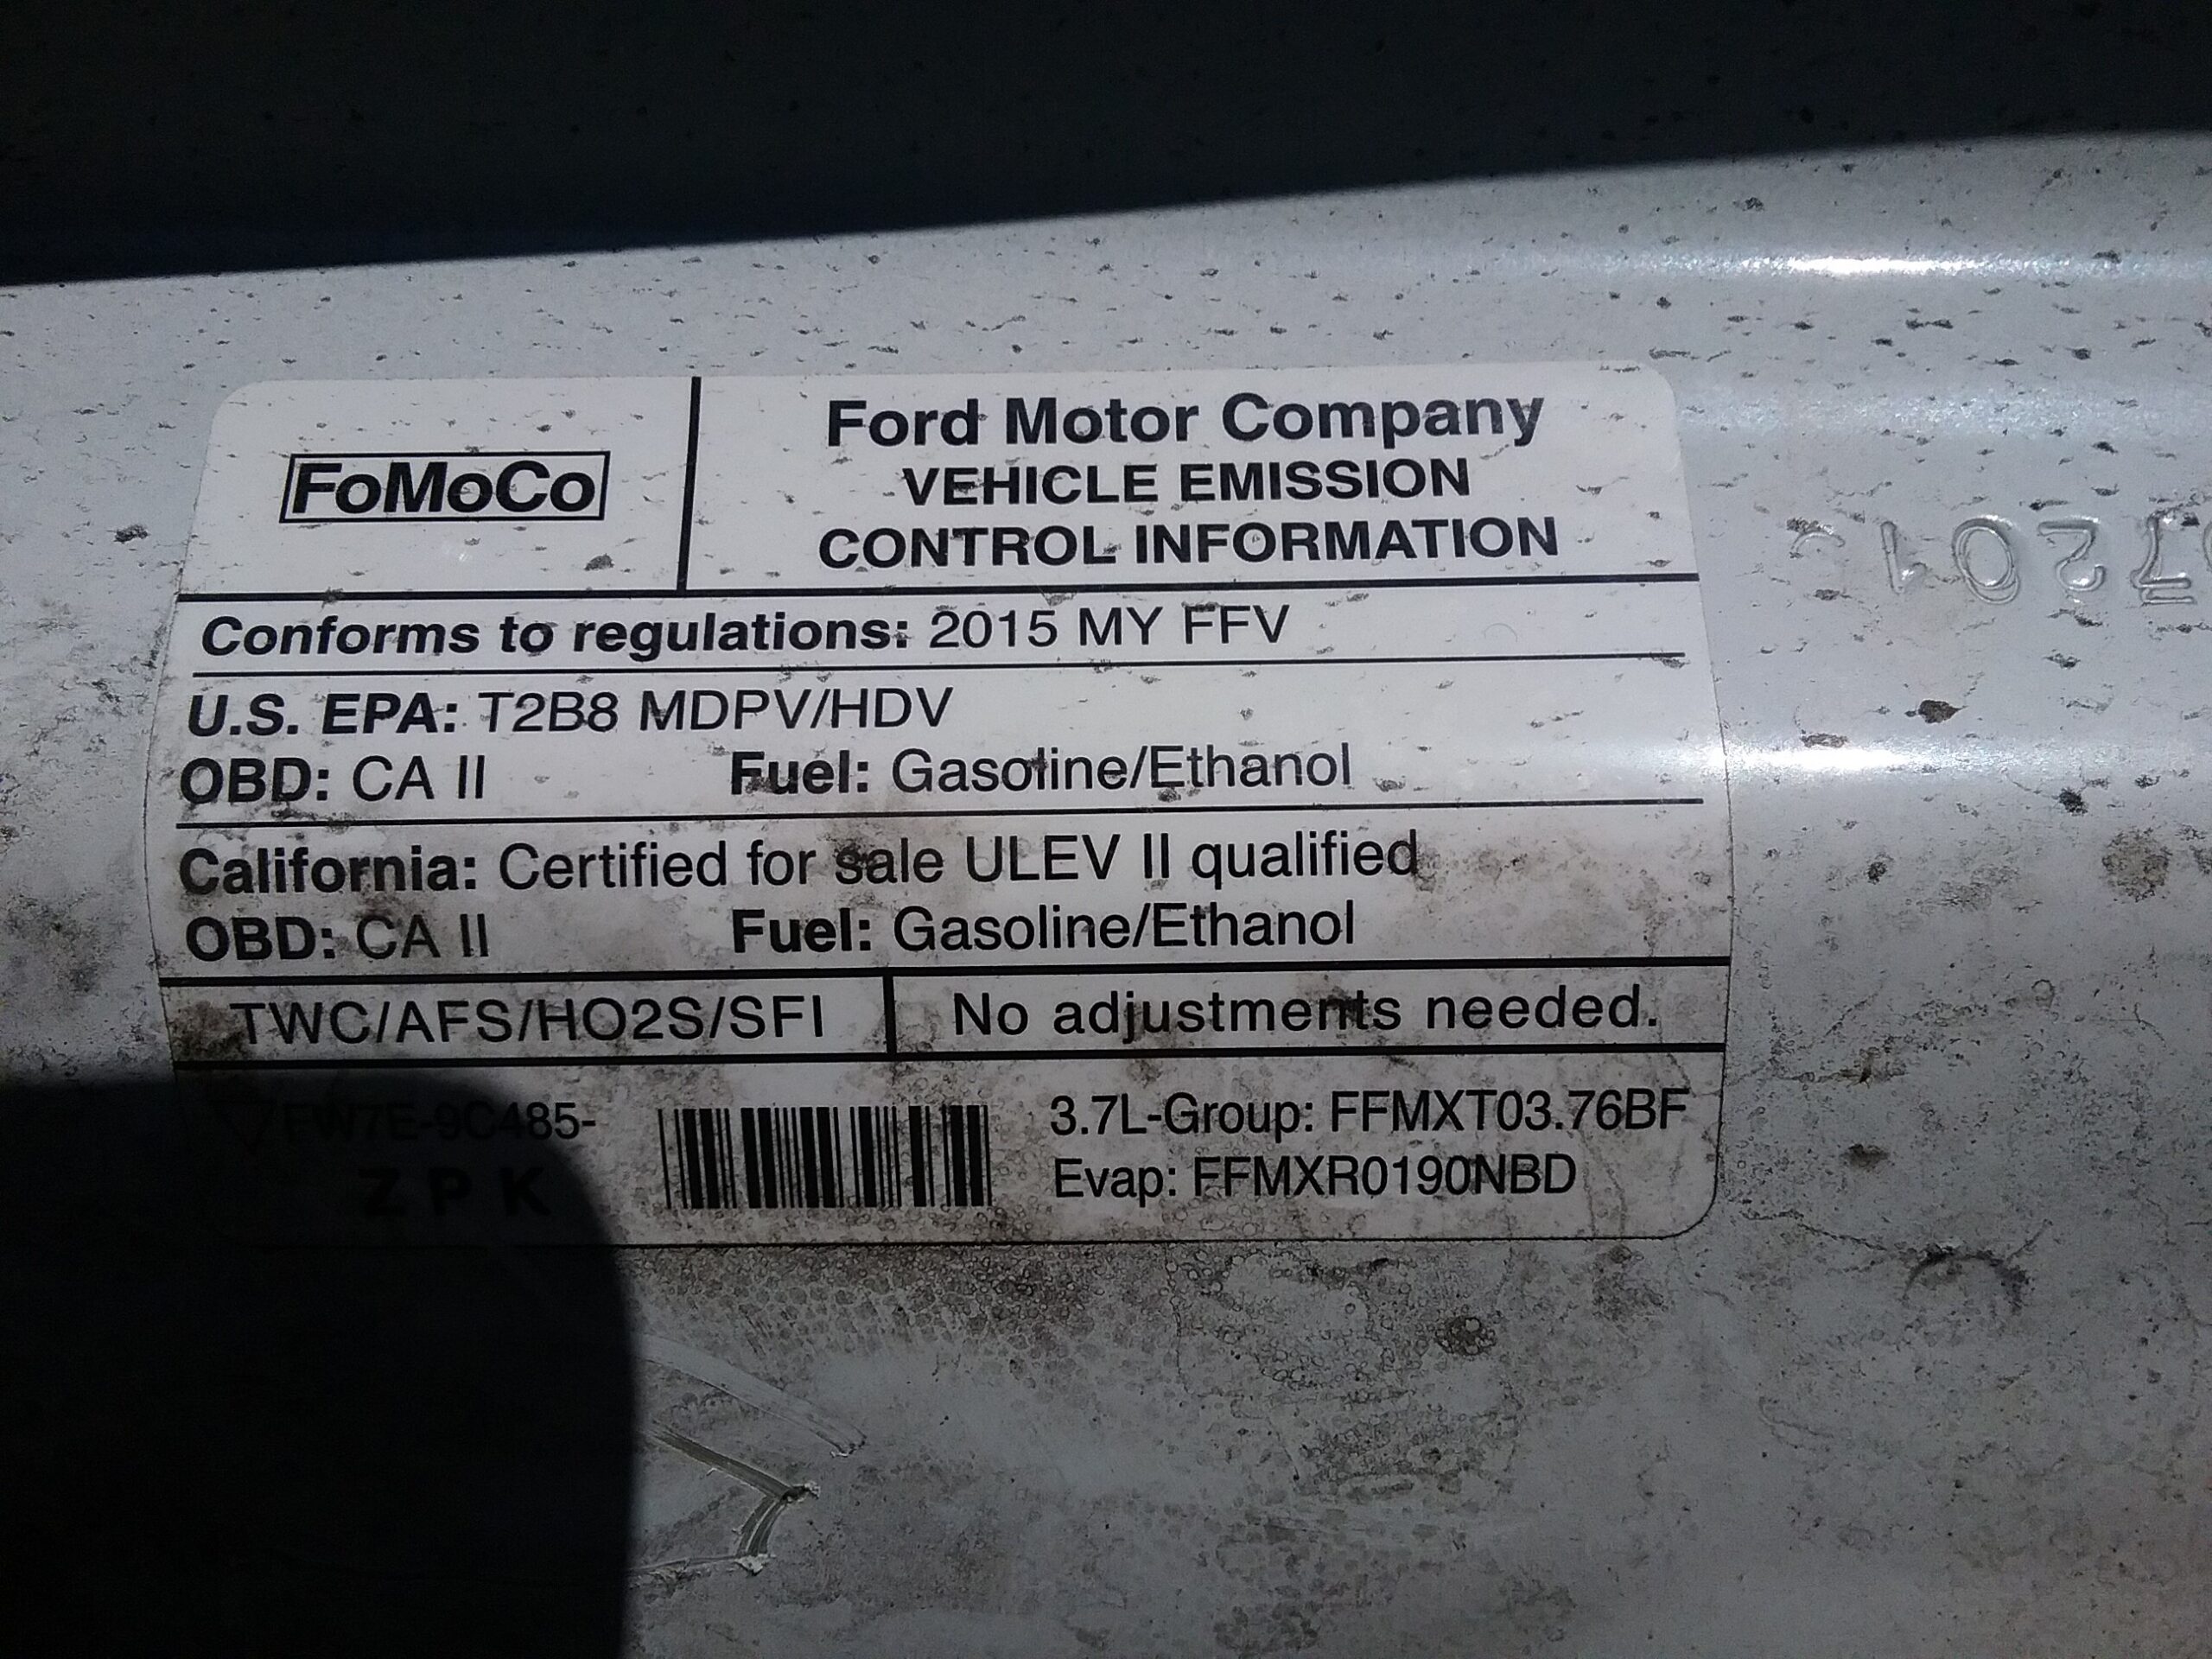 FoMoCo
Ford Motor Company
VEHICLE EMISSION
CONTROL INFORMATION
Conforms to regulations: 2015 MY FFV
U.S. EPA: T2B8 MDPV/HDV
OBD: CA II Fuel: Gasoline/Ethanol
California: Certified for sale ULEV II qualified
OBD: CA II Fuel: Gasoline/Ethanol
TWC/AFS/HO2S/SFI
No adjustments needed.
FW7E-9C485-
ZPK
3.7L-Group: FFMXT03.76BF
Evap: FFMXR0190NBD